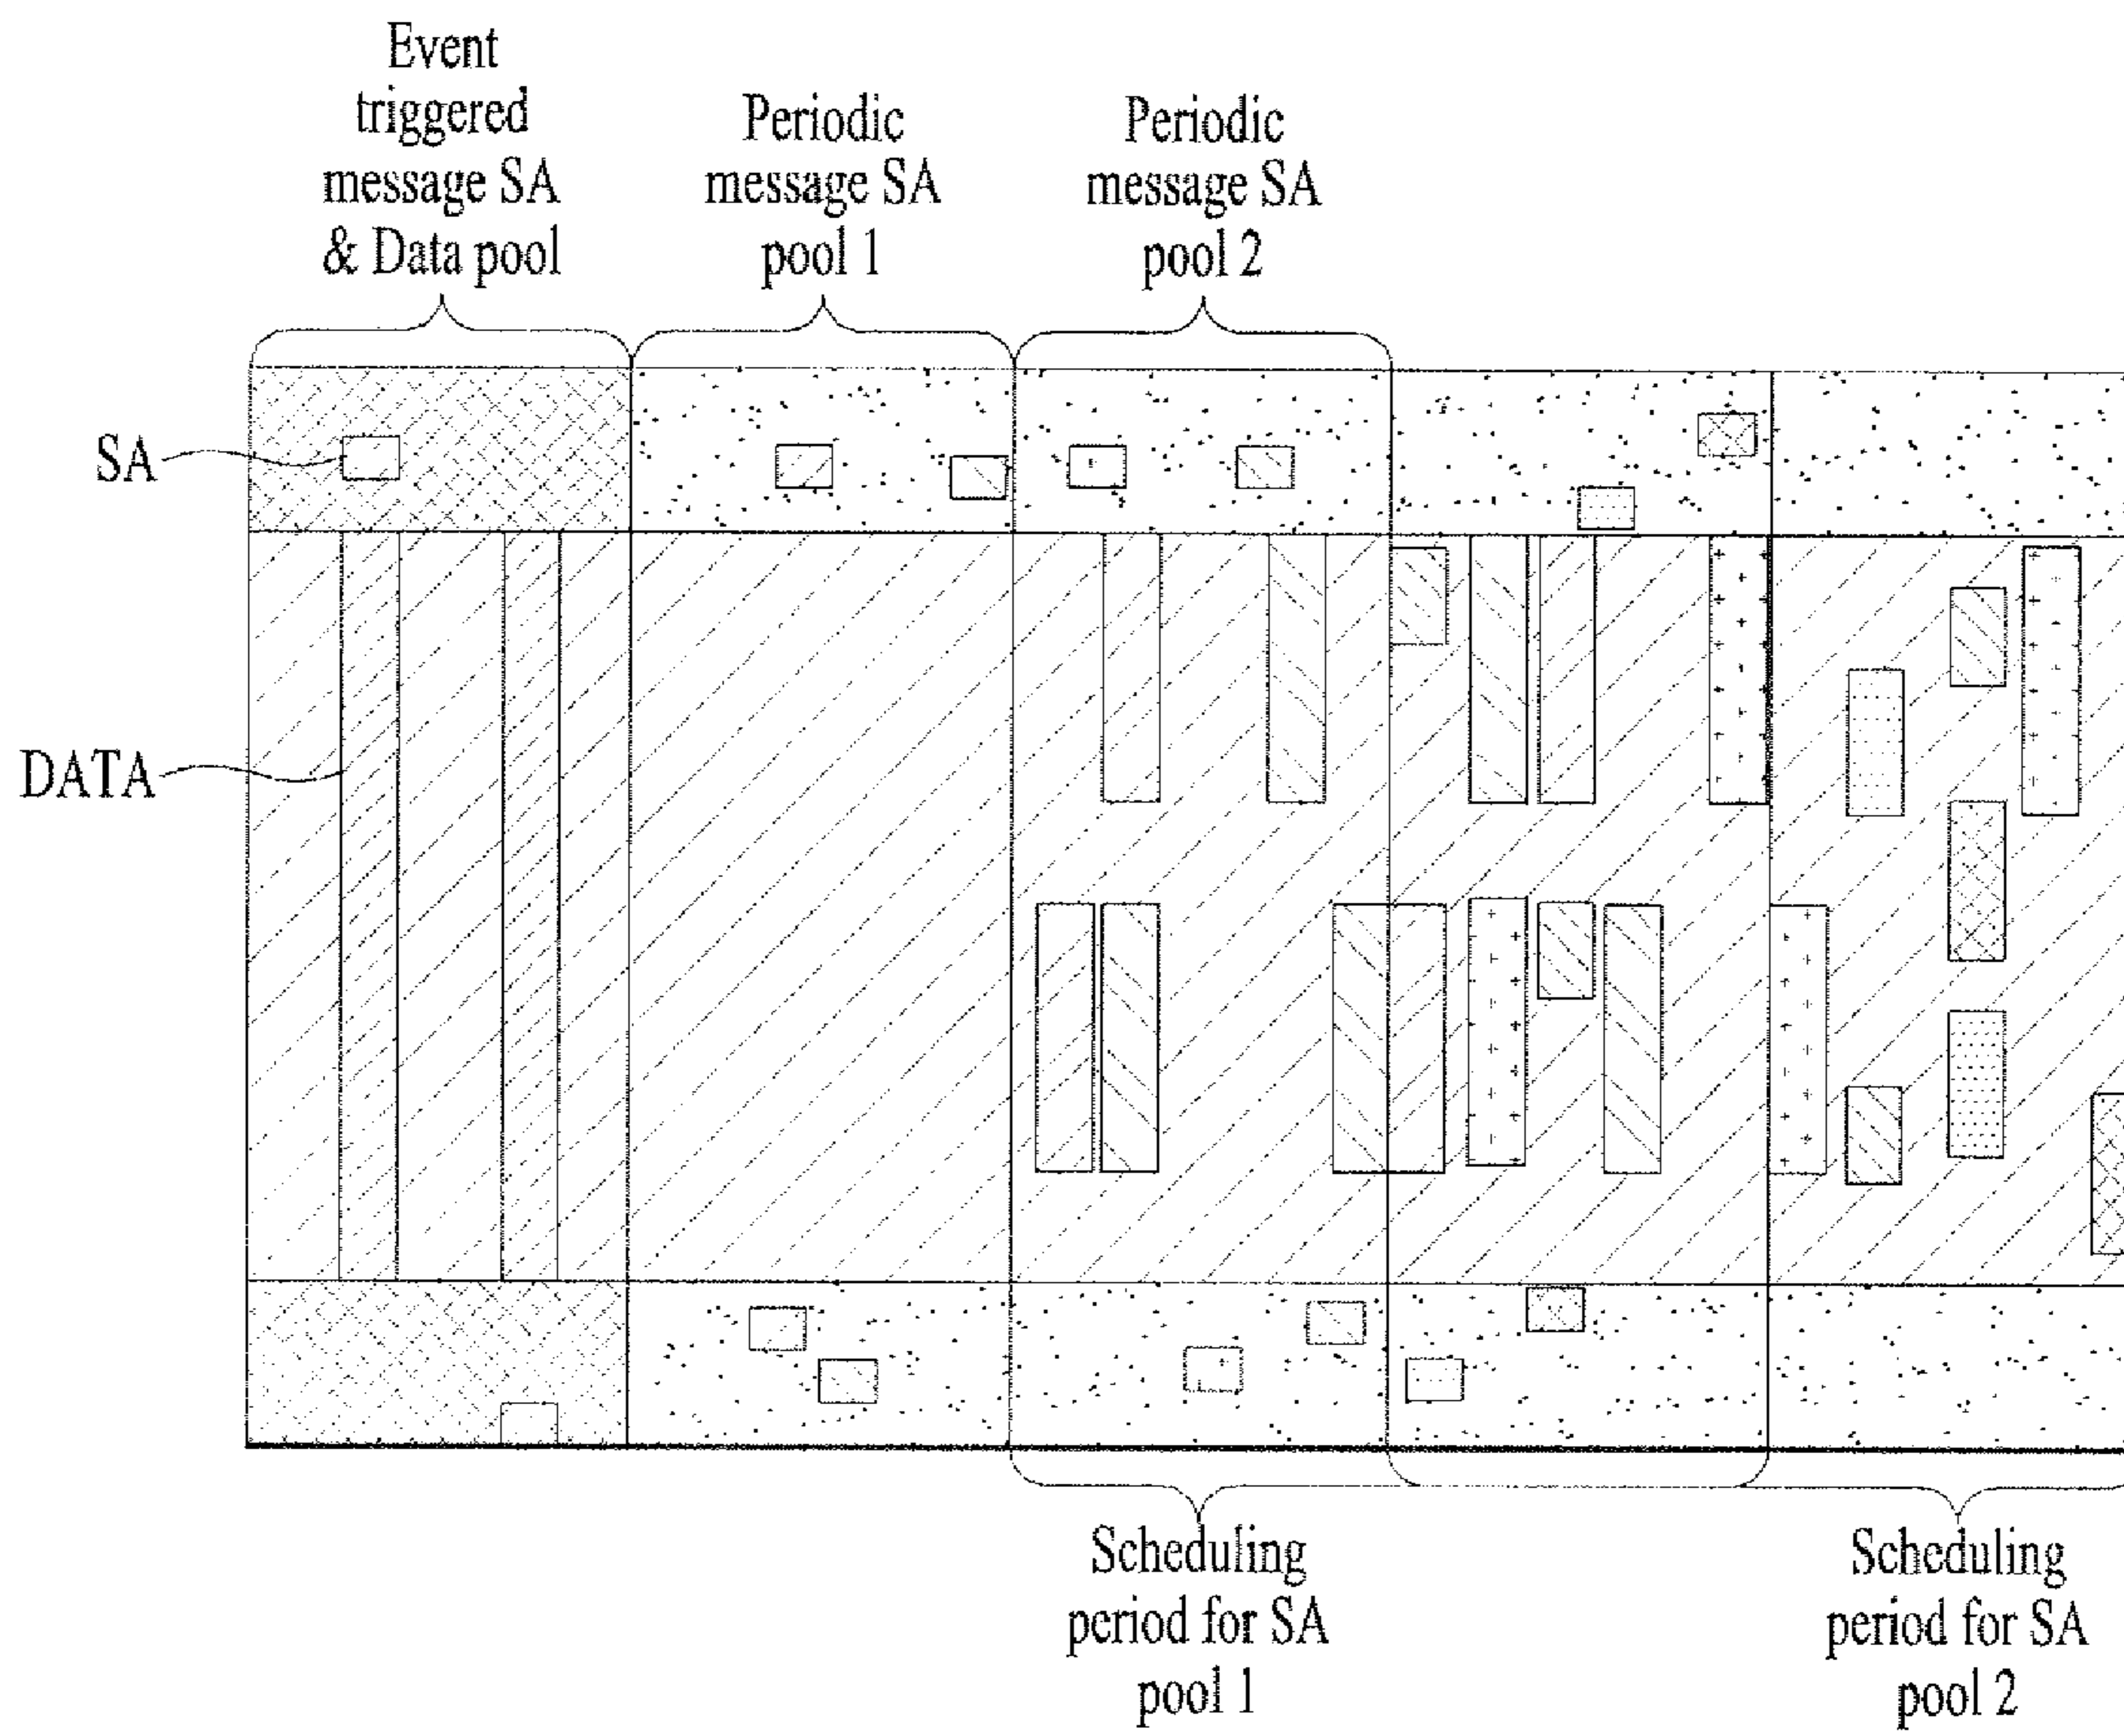 Event
triggered
message SA
& Data pool
Periodic
message SA
pool 1
Periodic
message SA
pool 2
SA
DATA
Scheduling
period for SA
pool 1
Scheduling
period for SA
pool 2